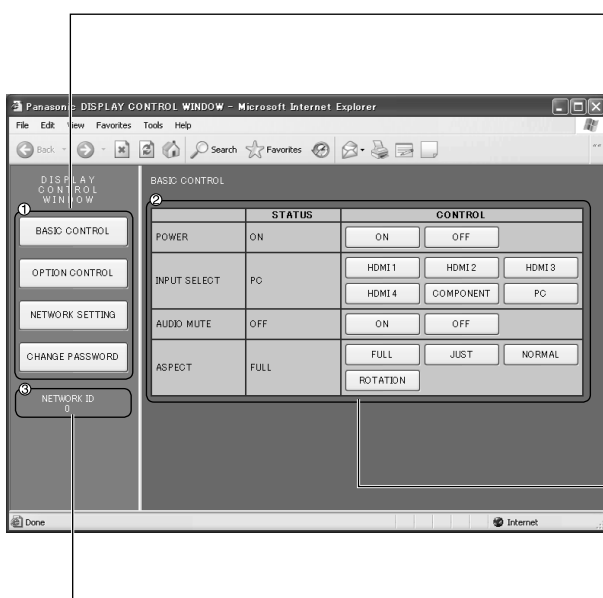 Panasonic DISPLAY CONTROL WINDOW - Microsoft Internet Explorer
File Edit View Favorites Tools Help
Back Search Favorites
DISPLAY
CONTROL
WINDOW
①
BASIC CONTROL
OPTION CONTROL
NETWORK SETTING
CHANGE PASSWORD
③
NETWORK ID
0
BASIC CONTROL
②
STATUS CONTROL
POWER ON ON OFF
INPUT SELECT PC HDMI 1 HDMI 2 HDMI 3
HDMI 4 COMPONENT PC
AUDIO MUTE OFF ON OFF
ASPECT FULL FULL JUST NORMAL
ROTATION
Done Internet